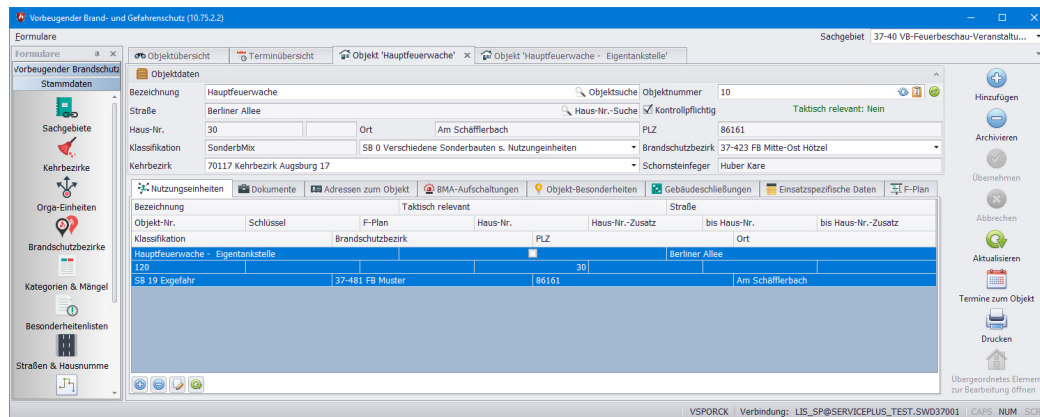 Vorbeugender Brand- und Gefahrenschutz (10.75.2.2)
Formulare
Sachgebiet 37-40 VB-Feuerbeschau-Veranstaltu...
Formulare
Vorbeugender Brandschutz
Stammdaten
Sachgebiete
Kehrbezirke
Orga-Einheiten
Brandschutzbezirke
Kategorien & Mängel
Besonderheitenlisten
Straßen & Hausnumme
Objektübersicht Terminübersicht Objekt 'Hauptfeuerwache' × Objekt 'Hauptfeuerwache - Eigentankstelle'
Objektdaten
Bezeichnung Hauptfeuerwache Objektsuche Objektnummer 10
Straße Berliner Allee Haus-Nr.-Suche Kontrollpflichtig Taktisch relevant: Nein
Haus-Nr. 30 Ort Am Schäfflerbach PLZ 86161
Klassifikation SonderbMix SB 0 Verschiedene Sonderbauten s. Nutzungseinheiten Brandschutzbezirk 37-423 FB Mitte-Ost Hötzel
Kehrbezirk 70117 Kehrbezirk Augsburg 17 Schornsteinfeger Huber Kare
Nutzungseinheiten Dokumente Adressen zum Objekt BMA-Aufschaltungen Objekt-Besonderheiten Gebäudeschließungen Einsatzspezifische Daten F-Plan
Bezeichnung Taktisch relevant Straße
Objekt-Nr. Schlüssel F-Plan Haus-Nr. Haus-Nr.-Zusatz bis Haus-Nr. bis Haus-Nr.-Zusatz
Klassifikation Brandschutzbezirk PLZ Ort
Hauptfeuerwache - Eigentankstelle Berliner Allee
120 30
SB 19 Exgefahr 37-481 FB Muster 86161 Am Schäfflerbach
Hinzufügen
Archivieren
Übernehmen
Abbrechen
Aktualisieren
Termine zum Objekt
Drucken
Übergeordnetes Elemen
zur Bearbeitung öffnen
VSPORCK Verbindung: LIS_SP@SERVICEPLUS_TEST.SWD37001 CAPS NUM SCR